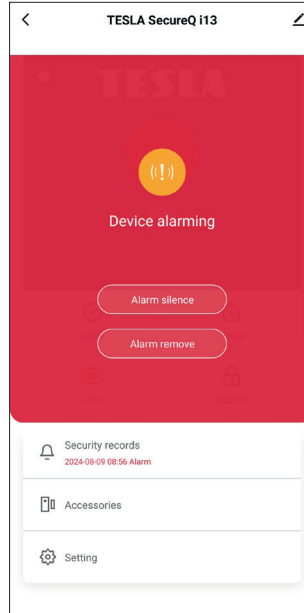 TESLA SecureQ i13
TESLA
Device alarming
Alarm silence
Alarm remove
Security records
2024-08-09 08:56 Alarm
Accessories
Setting